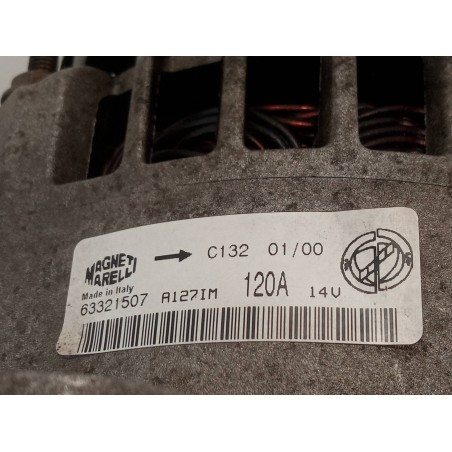 MAGNETI → C132 01/00
MARELLI
Made in Italy
63321507 A127IM 120A 14V